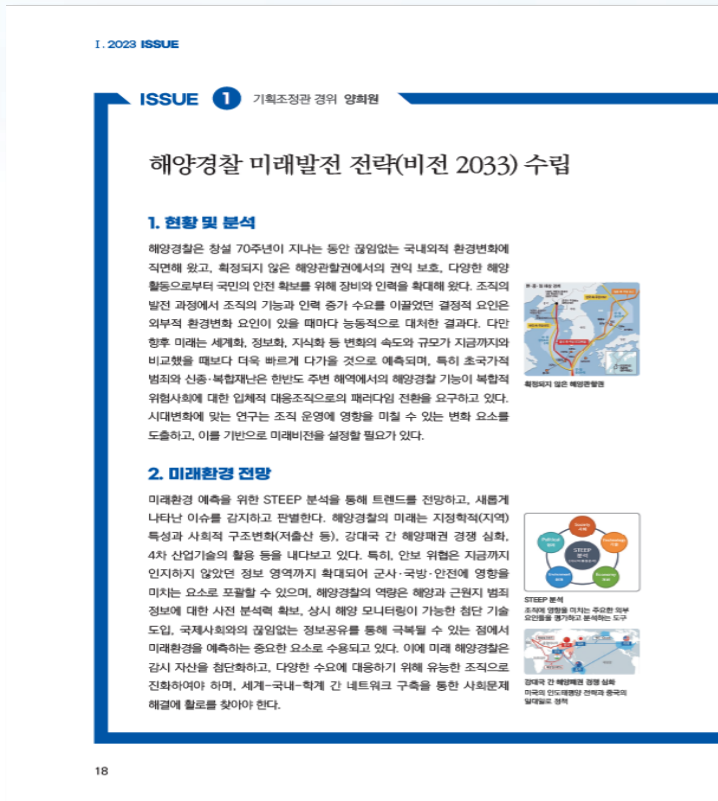 I. 2023 ISSUE
ISSUE 1 기획조정관 경위 양희원
해양경찰 미래발전 전략(비전 2033) 수립
1. 현황 및 분석
해양경찰은 창설 70주년이 지나는 동안 끊임없는 국내외적 환경변화에
직면해 왔고, 획정되지 않은 해양관할권에서의 권익 보호, 다양한 해양
활동으로부터 국민의 안전 확보를 위해 장비와 인력을 확대해 왔다. 조직의
발전 과정에서 조직의 기능과 인력 증가 수요를 이끌었던 결정적 요인은
외부적 환경변화 요인이 있을 때마다 능동적으로 대처한 결과다. 다만
향후 미래는 세계화, 정보화, 지식화 등 변화의 속도와 규모가 지금까지와
비교했을 때보다 더욱 빠르게 다가올 것으로 예측되며, 특히 초국가적
범죄와 신종·복합재난은 한반도 주변 해역에서의 해양경찰 기능이 복합적
위험사회에 대한 입체적 대응조직으로의 패러다임 전환을 요구하고 있다.
시대변화에 맞는 연구는 조직 운영에 영향을 미칠 수 있는 변화 요소를
도출하고, 이를 기반으로 미래비전을 설정할 필요가 있다.
획정되지 않은 해양관할권
2. 미래환경 전망
미래환경 예측을 위한 STEEP 분석을 통해 트렌드를 전망하고, 새롭게
나타난 이슈를 감지하고 판별한다. 해양경찰의 미래는 지정학적(지역)
특성과 사회적 구조변화(저출산 등), 강대국 간 해양패권 경쟁 심화,
4차 산업기술의 활용 등을 내다보고 있다. 특히, 안보 위협은 지금까지
인지하지 않았던 정보 영역까지 확대되어 군사·국방·안전에 영향을
미치는 요소로 포괄할 수 있으며, 해양경찰의 역량은 해양과 근원지 범죄
정보에 대한 사전 분석력 확보, 상시 해양 모니터링이 가능한 첨단 기술
도입, 국제사회와의 끊임없는 정보공유를 통해 극복될 수 있는 점에서
미래환경을 예측하는 중요한 요소로 수용되고 있다. 이에 미래 해양경찰은
감시 자산을 첨단화하고, 다양한 수요에 대응하기 위해 유능한 조직으로
진화하여야 하며, 세계-국내-학계 간 네트워크 구축을 통한 사회문제
해결에 활로를 찾아야 한다.
STEEP
분석
STEEP 분석
조직에 영향을 미치는 주요한 외부
요인들을 평가하고 분석하는 도구
강대국 간 해양패권 경쟁 심화
미국의 인도태평양 전략과 중국의
일대일로 정책
18